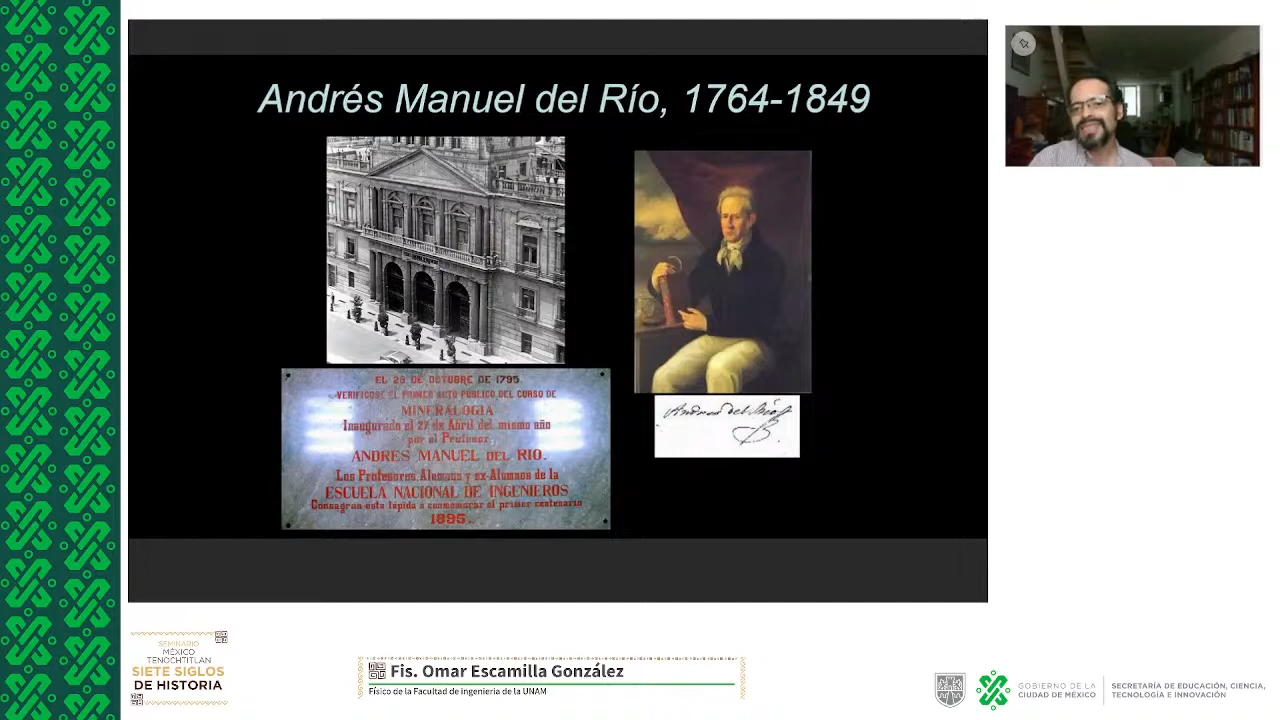 Andrés Manuel del Río, 1764-1849
EL 28 DE OCTUBRE DE 1795
VERIFICOSE EL PRIMER ACTO PUBLICO DEL CURSO DE
MINERALOGIA
Inaugurado el 27 de Abril del mismo año
por el Profesor
ANDRES MANUEL DEL RIO.
Los Profesores, Alumnos y ex-Alumnos de la
ESCUELA NACIONAL DE INGENIEROS
Consagran esta lápida a conmemorar el primer centenario
1895.
Andres del Rio
SEMINARIO
MÉXICO
TENOCHTITLAN
SIETE SIGLOS
DE HISTORIA
Fis. Omar Escamilla González
Físico de la Facultad de ingeniería de la UNAM
GOBIERNO DE LA
CIUDAD DE MÉXICO
SECRETARÍA DE EDUCACIÓN, CIENCIA,
TECNOLOGÍA E INNOVACIÓN